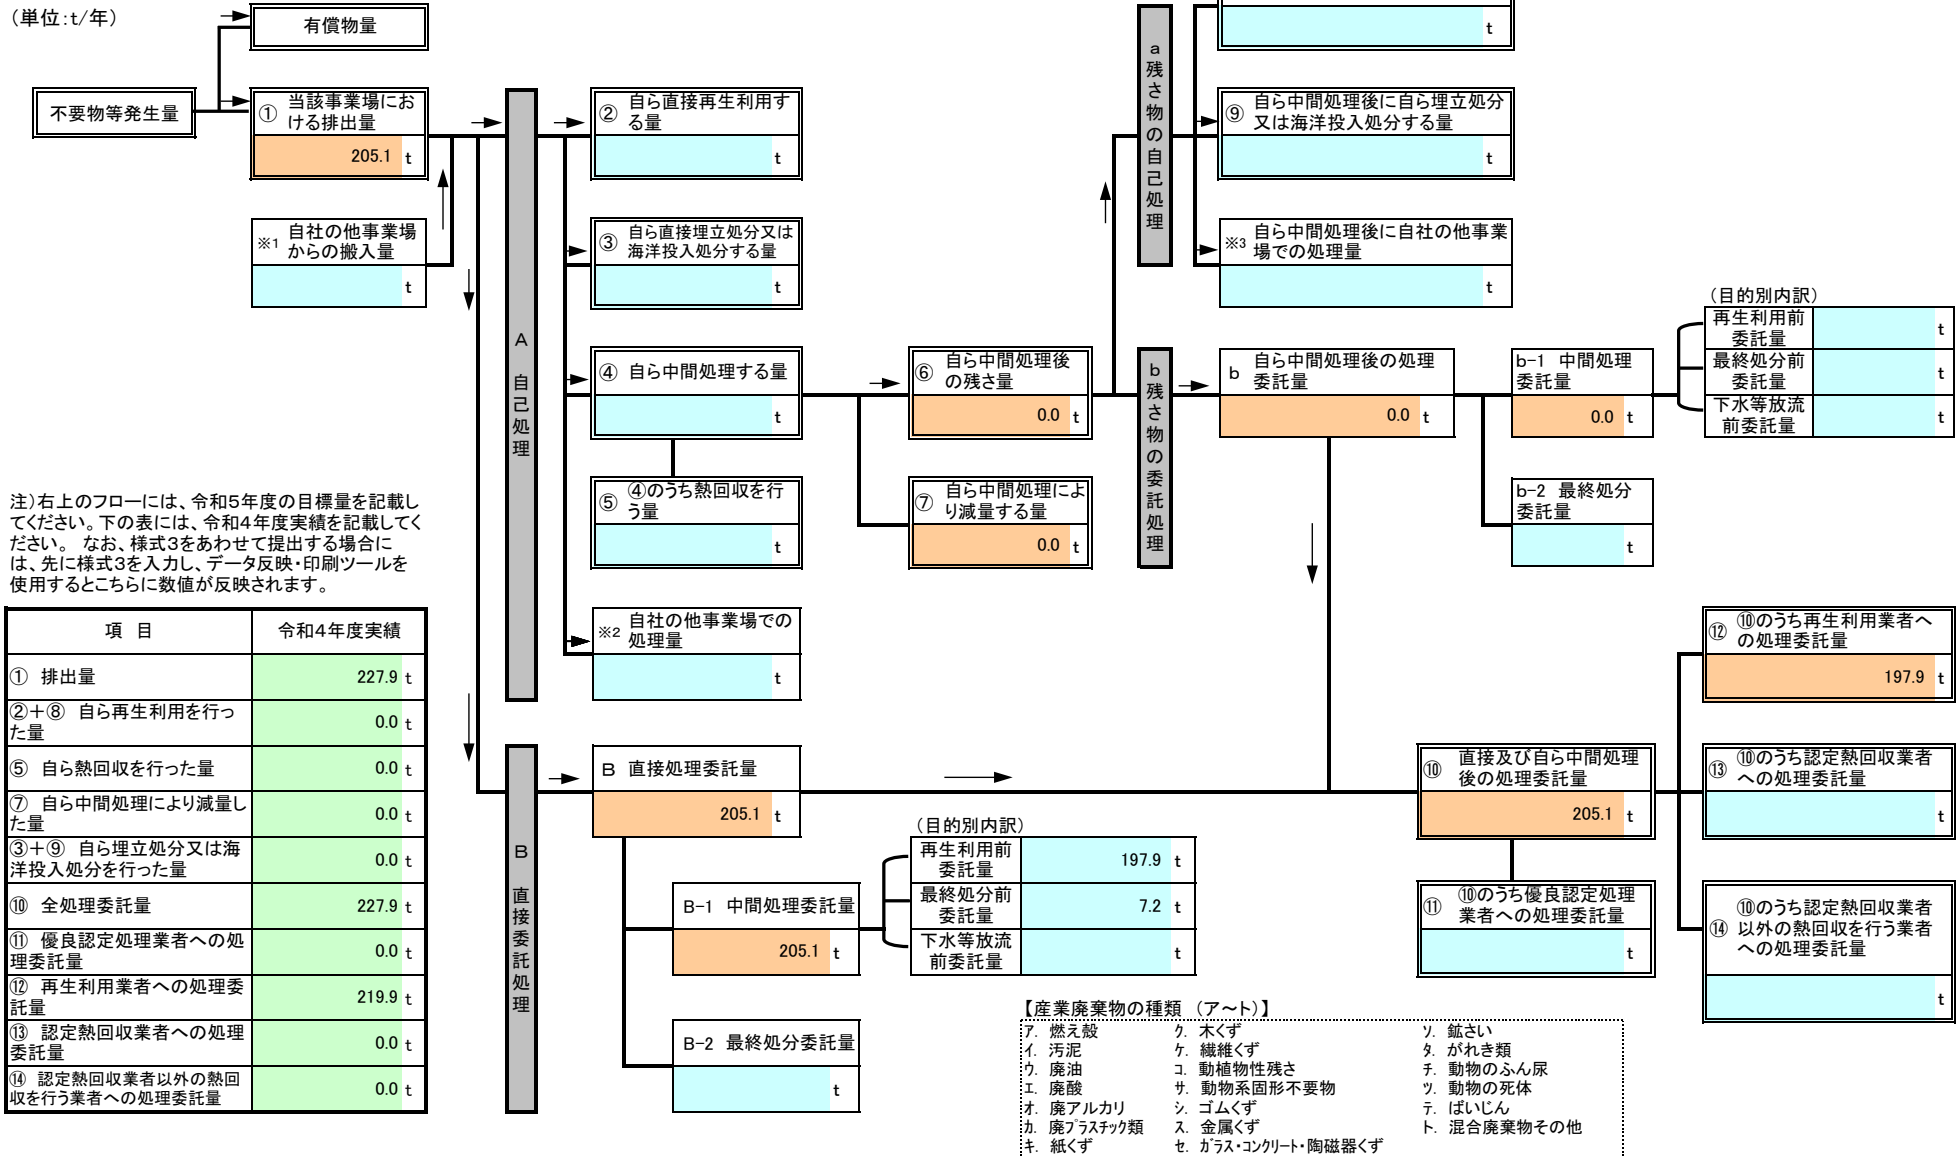 (単位:t/年)
有償物量
t
不要物等発生量
① 当該事業場にお
ける排出量
205.1 t
※1 自社の他事業場
からの搬入量
t
A 自己処理
② 自ら直接再生利用す
る量
t
③ 自ら直接埋立処分又は
海洋投入処分する量
t
④ 自ら中間処理する量
t
⑤ ④のうち熱回収を行
う量
t
※2 自社の他事業場での
処理量
t
⑥ 自ら中間処理後
の残さ量
0.0 t
⑦ 自ら中間処理によ
り減量する量
0.0 t
a 残さ物の自己処理
⑨ 自ら中間処理後に自ら埋立処分
又は海洋投入処分する量
t
※3 自ら中間処理後に自社の他事業
場での処理量
t
b 残さ物の委託処理
b 自ら中間処理後の処理
委託量
0.0 t
b-1 中間処理
委託量
0.0 t
(目的別内訳)
再生利用前
委託量
t
最終処分前
委託量
t
下水等放流
前委託量
t
b-2 最終処分
委託量
t
注)右上のフローには、令和5年度の目標量を記載し
てください。下の表には、令和4年度実績を記載してく
ださい。 なお、様式3をあわせて提出する場合に
は、先に様式3を入力し、データ反映・印刷ツールを
使用するとこちらに数値が反映されます。
項 目 令和4年度実績
① 排出量 227.9 t
②+⑧ 自ら再生利用を行っ
た量 0.0 t
⑤ 自ら熱回収を行った量 0.0 t
⑦ 自ら中間処理により減量し
た量 0.0 t
③+⑨ 自ら埋立処分又は海
洋投入処分を行った量 0.0 t
⑩ 全処理委託量 227.9 t
⑪ 優良認定処理業者への処
理委託量 0.0 t
⑫ 再生利用業者への処理委
託量 219.9 t
⑬ 認定熱回収業者への処理
委託量 0.0 t
⑭ 認定熱回収業者以外の熱回
収を行う業者への処理委託量 0.0 t
B 直接委託処理
B 直接処理委託量
205.1 t
B-1 中間処理委託量
205.1 t
(目的別内訳)
再生利用前
委託量
197.9 t
最終処分前
委託量
7.2 t
下水等放流
前委託量
t
B-2 最終処分委託量
t
⑩ 直接及び自ら中間処理
後の処理委託量
205.1 t
⑪ ⑩のうち優良認定処理
業者への処理委託量
t
⑫ ⑩のうち再生利用業者へ
の処理委託量
197.9 t
⑬ ⑩のうち認定熱回収業者
への処理委託量
t
⑭ ⑩のうち認定熱回収業者
以外の熱回収を行う業者
への処理委託量
t
【産業廃棄物の種類 (ア~ト)】
ア. 燃え殻 ク. 木くず ソ. 鉱さい
イ. 汚泥 ケ. 繊維くず タ. がれき類
ウ. 廃油 コ. 動植物性残さ チ. 動物のふん尿
エ. 廃酸 サ. 動物系固形不要物 ツ. 動物の死体
オ. 廃アルカリ シ. ゴムくず テ. ばいじん
カ. 廃プラスチック類 ス. 金属くず ト. 混合廃棄物その他
キ. 紙くず セ. ガラス・コンクリート・陶磁器くず